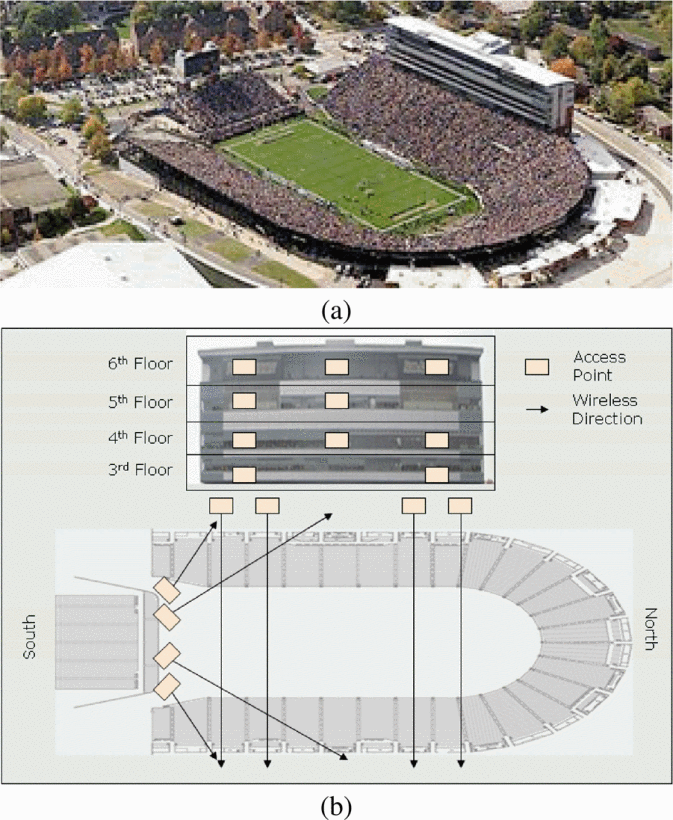 (a)
6th Floor
5th Floor
4th Floor
3rd Floor
Access
Point
Wireless
Direction
South
North
(b)